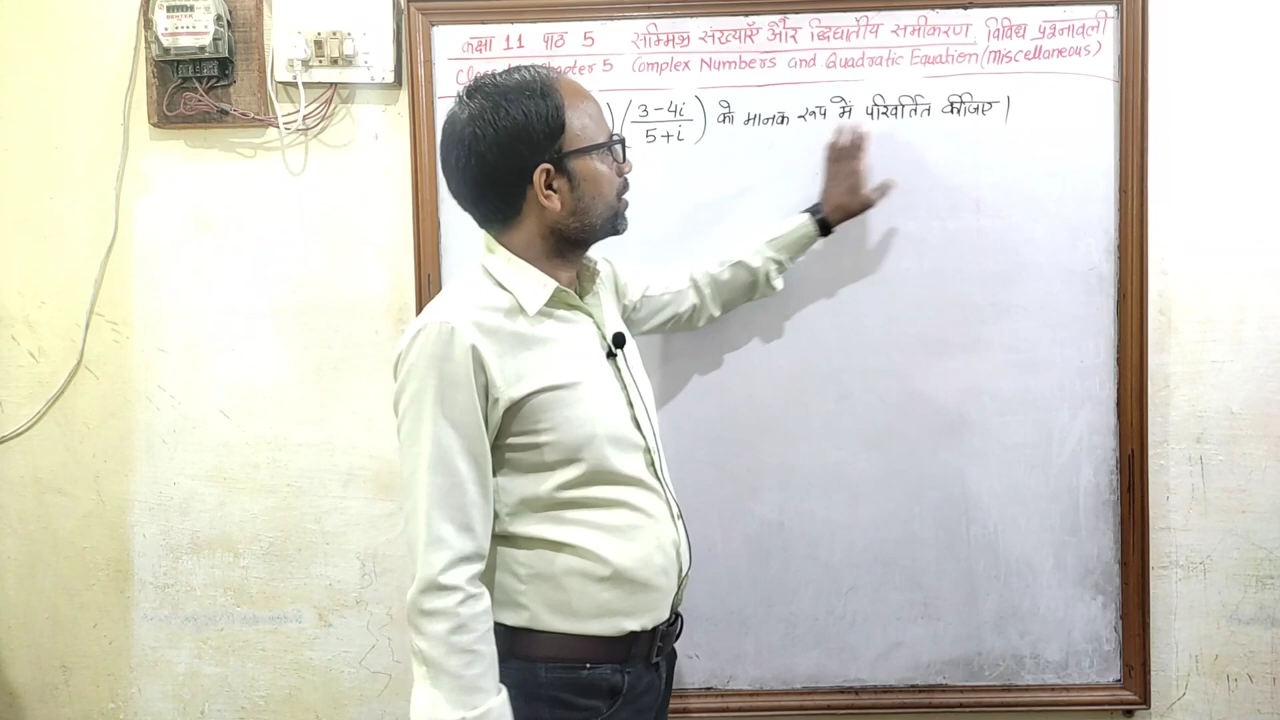 BENTEK
कक्षा 11 पाठ 5 सम्मिश्र संख्याएँ और द्विघातीय समीकरण, विविध प्रश्नावली
Class Chapter 5 Complex Numbers and Quadratic Equation (Miscellaneous)
) (3-4i / 5+i) को मानक रूप में परिवर्तित कीजिए।